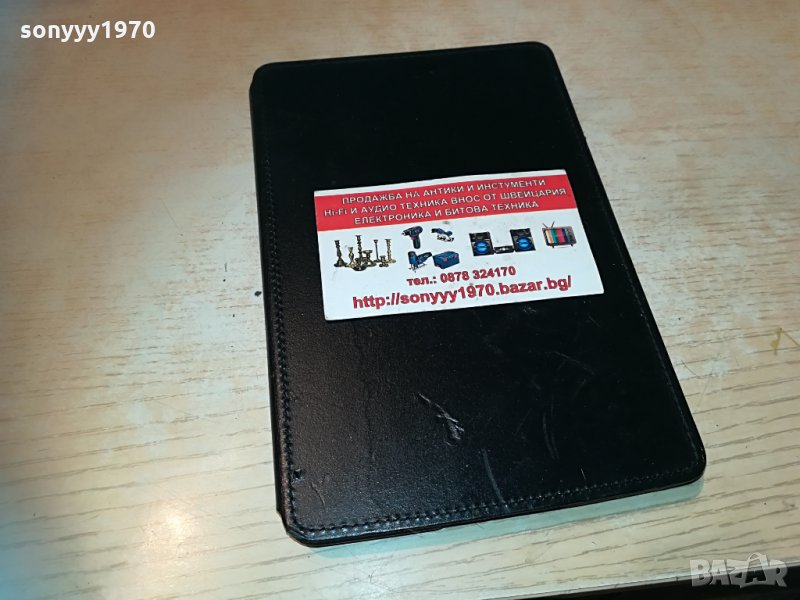 sonyyy1970
ПРОДАЖБА НА АНТИКИ И ИНСТУМЕНТИ
Hi-Fi И АУДИО ТЕХНИКА ВНОС ОТ ШВЕЙЦАРИЯ
ЕЛЕКТРОНИКА И БИТОВА ТЕХНИКА
тел.: 0878 324170
http://sonyyy1970.bazar.bg/
BAZAR